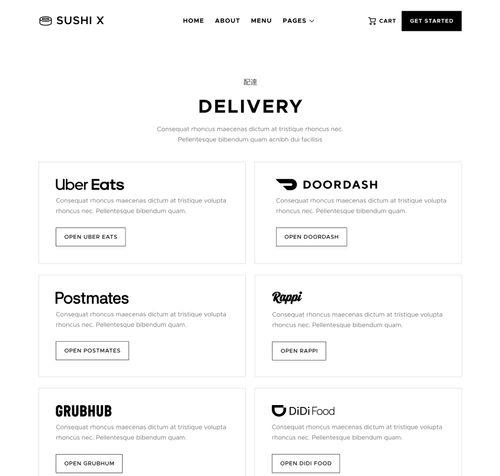 SUSHI X
HOME ABOUT MENU PAGES
CART GET STARTED
配達
DELIVERY
Consequat rhoncus maecenas dictum at tristique rhoncus nec.
Pellentesque bibendum quam acnibh dui facilisis
Uber Eats
Consequat rhoncus maecenas dictum at tristique volupta
rhoncus nec. Pellentesque bibendum quam.
OPEN UBER EATS
DOORDASH
Consequat rhoncus maecenas dictum at tristique volupta
rhoncus nec. Pellentesque bibendum quam.
OPEN DOORDASH
Postmates
Consequat rhoncus maecenas dictum at tristique volupta
rhoncus nec. Pellentesque bibendum quam.
OPEN POSTMATES
Rappi
Consequat rhoncus maecenas dictum at tristique volupta
rhoncus nec. Pellentesque bibendum quam.
OPEN RAPPI
GRUBHUB
Consequat rhoncus maecenas dictum at tristique volupta
rhoncus nec. Pellentesque bibendum quam.
OPEN GRUBHUM
DiDi Food
Consequat rhoncus maecenas dictum at tristique volupta
rhoncus nec. Pellentesque bibendum quam.
OPEN DIDI FOOD